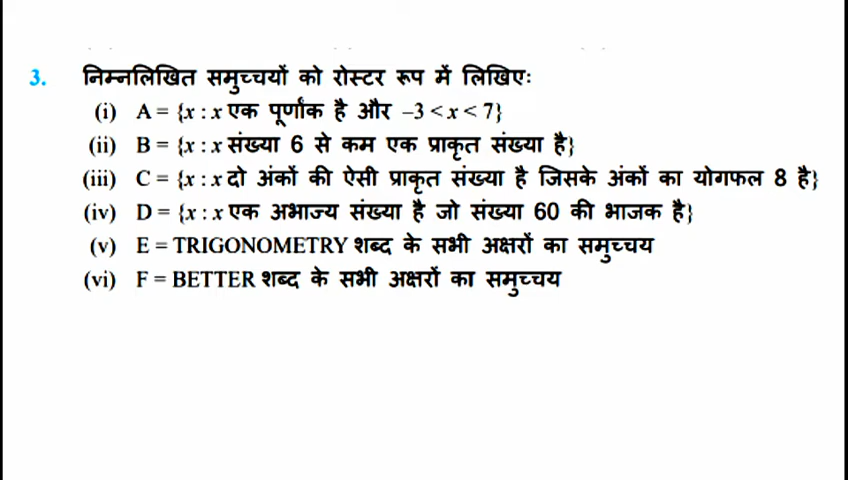 3. निम्नलिखित समुच्चयों को रोस्टर रूप में लिखिए:
(i) A = {x : x एक पूर्णांक है और –3 < x < 7}
(ii) B = {x : x संख्या 6 से कम एक प्राकृत संख्या है}
(iii) C = {x : x दो अंकों की ऐसी प्राकृत संख्या है जिसके अंकों का योगफल 8 है}
(iv) D = {x : x एक अभाज्य संख्या है जो संख्या 60 की भाजक है}
(v) E = TRIGONOMETRY शब्द के सभी अक्षरों का समुच्चय
(vi) F = BETTER शब्द के सभी अक्षरों का समुच्चय